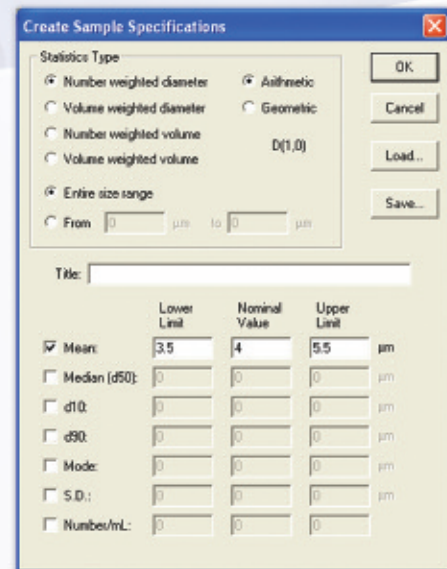 Create Sample Specifications
Statistics Type
Number weighted diameter
Arithmetic
Volume weighted diameter
Geometric
Number weighted volume
D(1,0)
Volume weighted volume
Entire size range
From 0 µm to 0 µm
OK
Cancel
Load...
Save...
Title:
Lower Limit
Nominal Value
Upper Limit
Mean: 3.5 4 5.5 µm
Median (d50): 0 0 0 µm
d10: 0 0 0 µm
d90: 0 0 0 µm
Mode: 0 0 0 µm
S.D.: 0 0 0 µm
Number/mL: 0 0 0